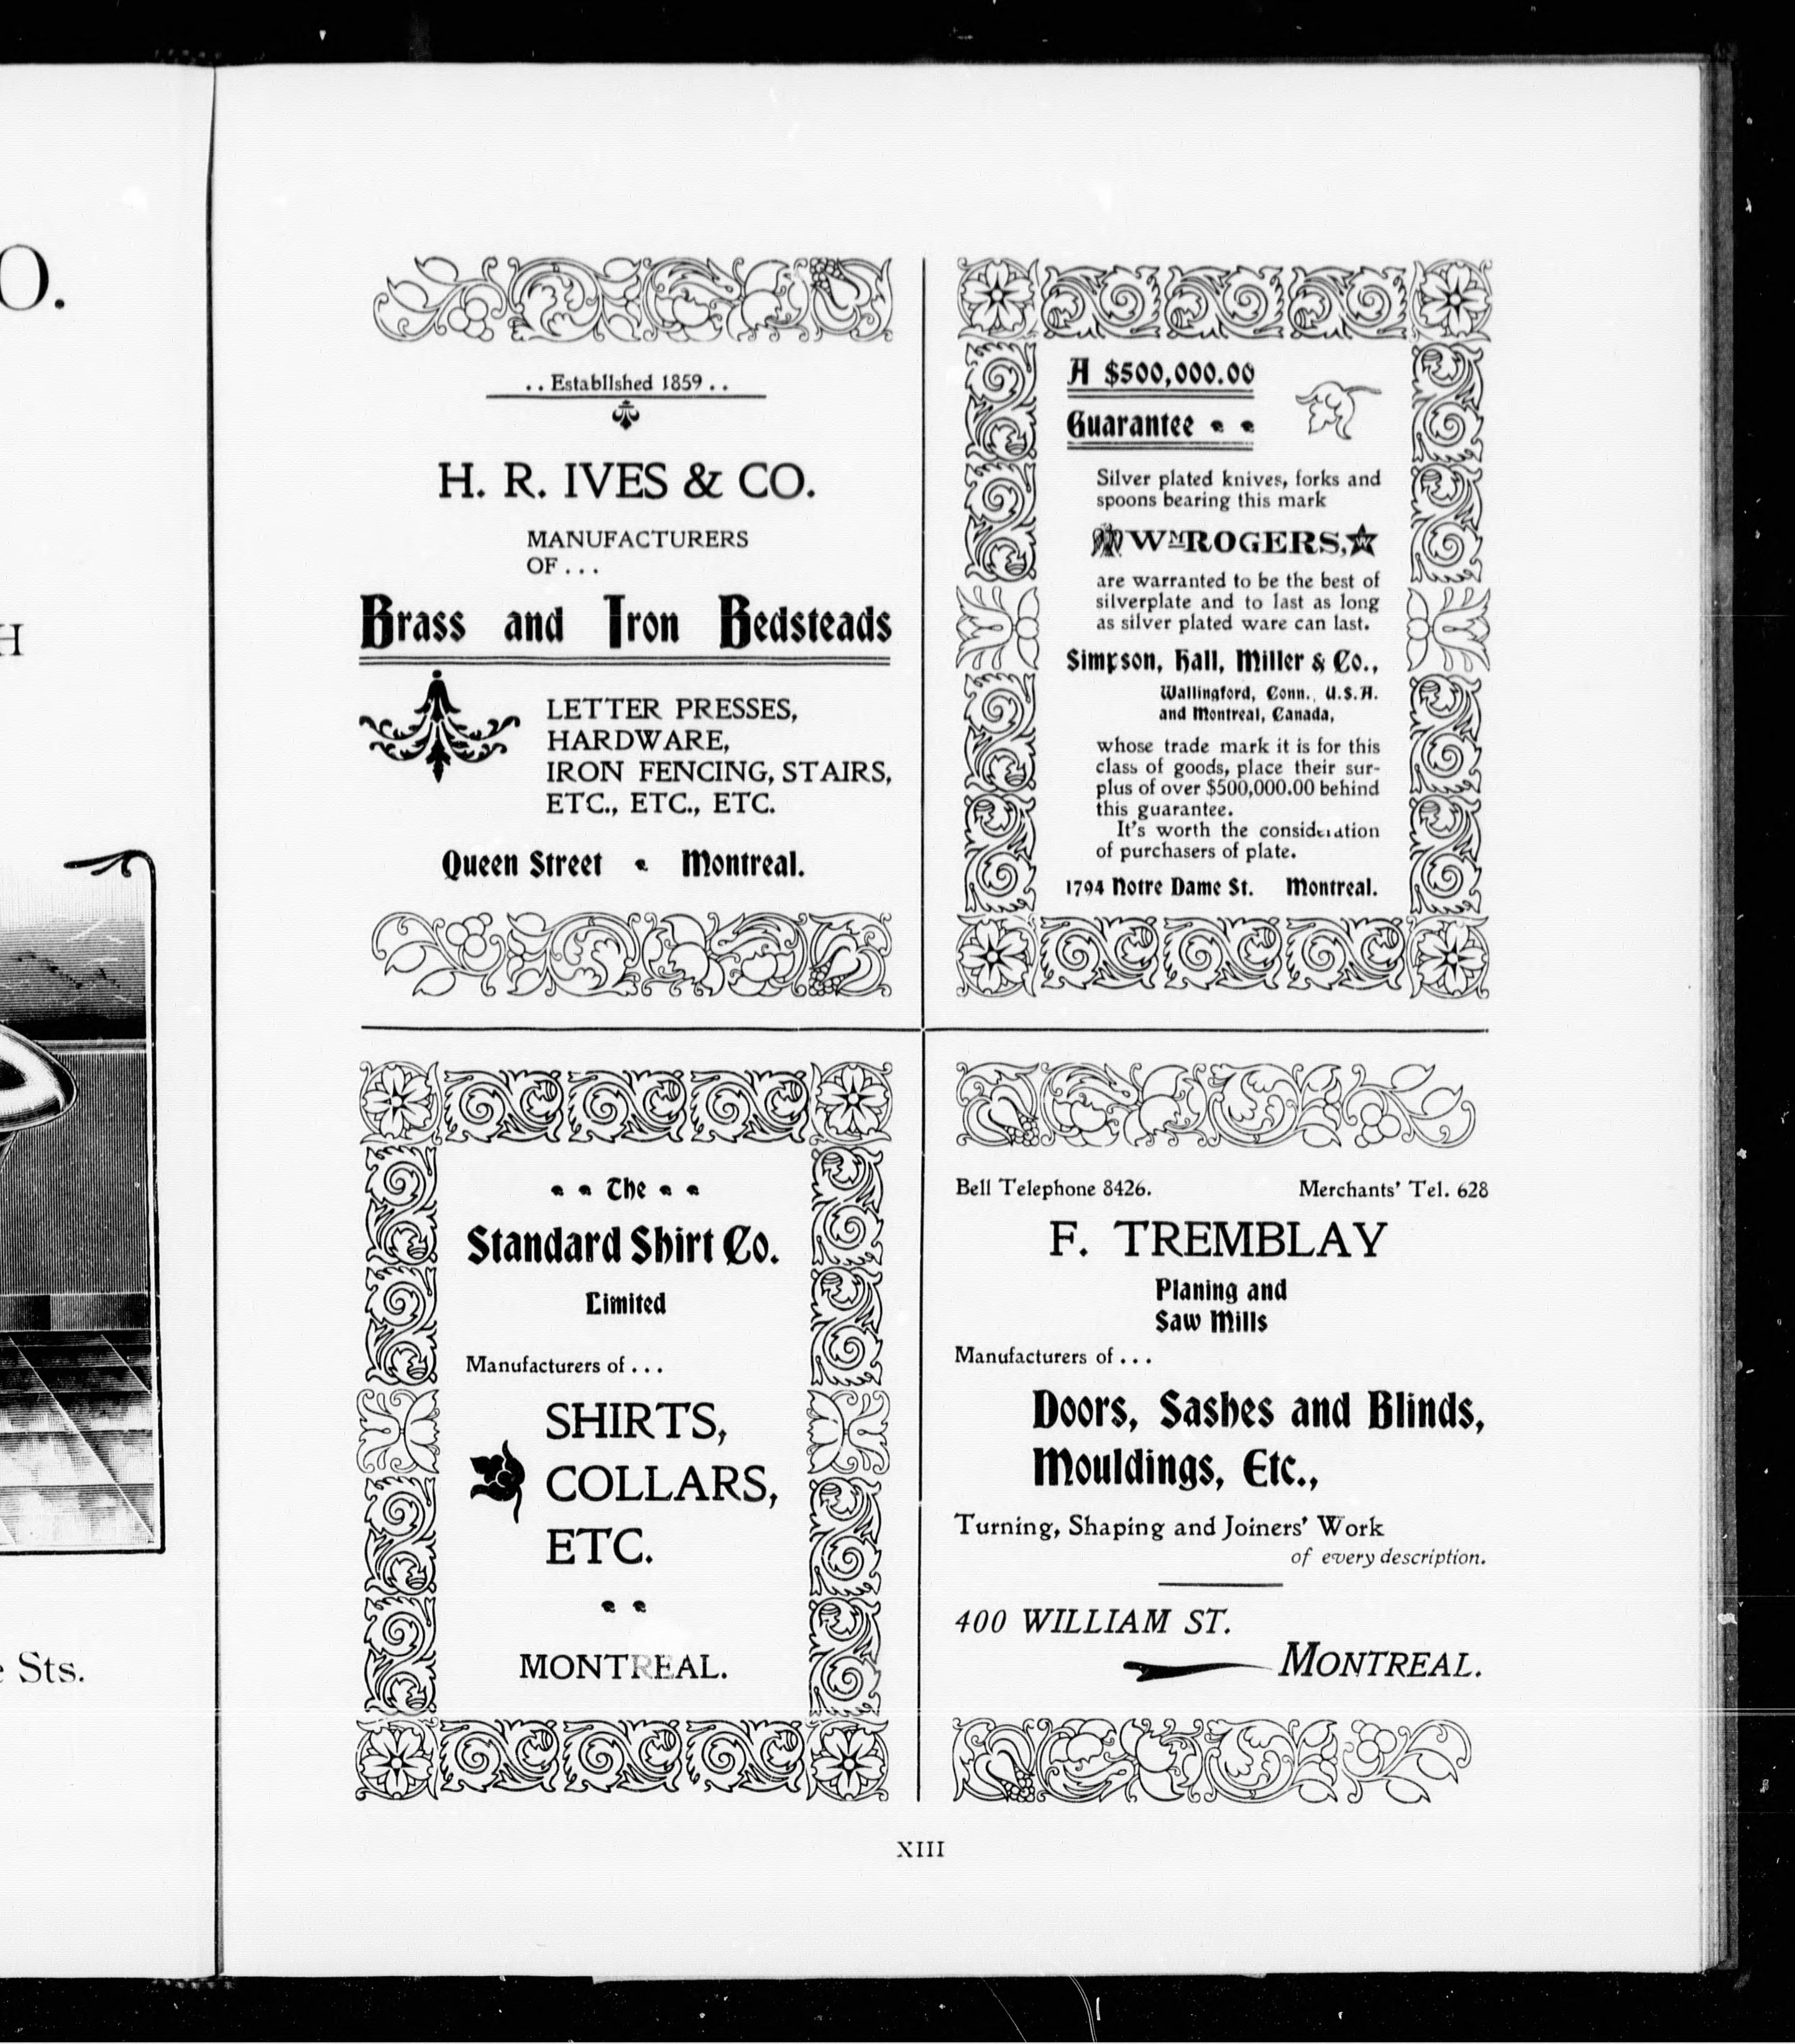 O.
H
Sts.
. . Established 1859 . .
H. R. IVES & CO.
MANUFACTURERS
OF . . .
Brass and Iron Bedsteads
LETTER PRESSES,
HARDWARE,
IRON FENCING, STAIRS,
ETC., ETC., ETC.
Queen Street Montreal.
A $500,000.00
Guarantee
Silver plated knives, forks and
spoons bearing this mark
WM ROGERS,
are warranted to be the best of
silverplate and to last as long
as silver plated ware can last.
Simpson, Hall, Miller & Co.,
Wallingford, Conn., U.S.A.
and Montreal, Canada,
whose trade mark it is for this
class of goods, place their sur-
plus of over $500,000.00 behind
this guarantee.
It's worth the consideration
of purchasers of plate.
1794 Notre Dame St. Montreal.
The
Standard Shirt Co.
Limited
Manufacturers of . . .
SHIRTS,
COLLARS,
ETC.
MONTREAL.
Bell Telephone 8426. Merchants' Tel. 628
F. TREMBLAY
Planing and
Saw Mills
Manufacturers of . . .
Doors, Sashes and Blinds,
Mouldings, Etc.,
Turning, Shaping and Joiners' Work
of every description.
400 WILLIAM ST.
MONTREAL.
XIII